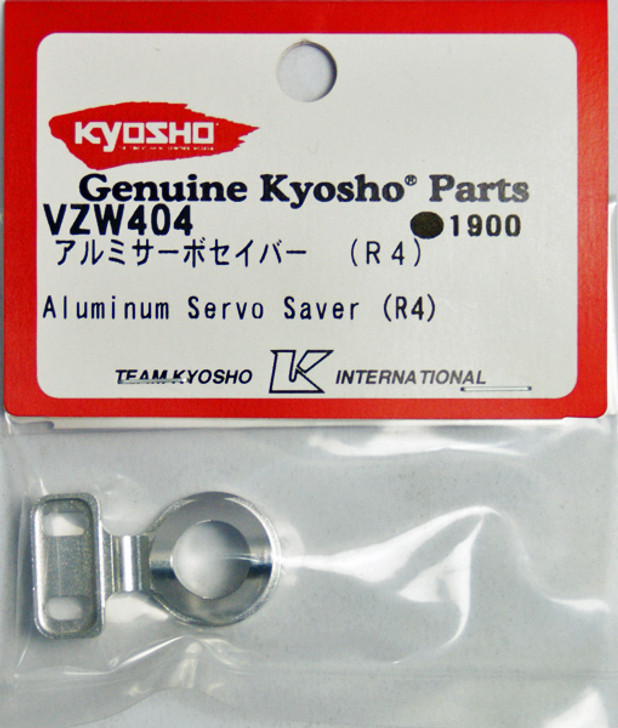 KYOSHO
Genuine Kyosho® Parts
VZW404 ●1900
アルミサーボセイバー (R4)
Aluminum Servo Saver (R4)
TEAM KYOSHO K INTERNATIONAL